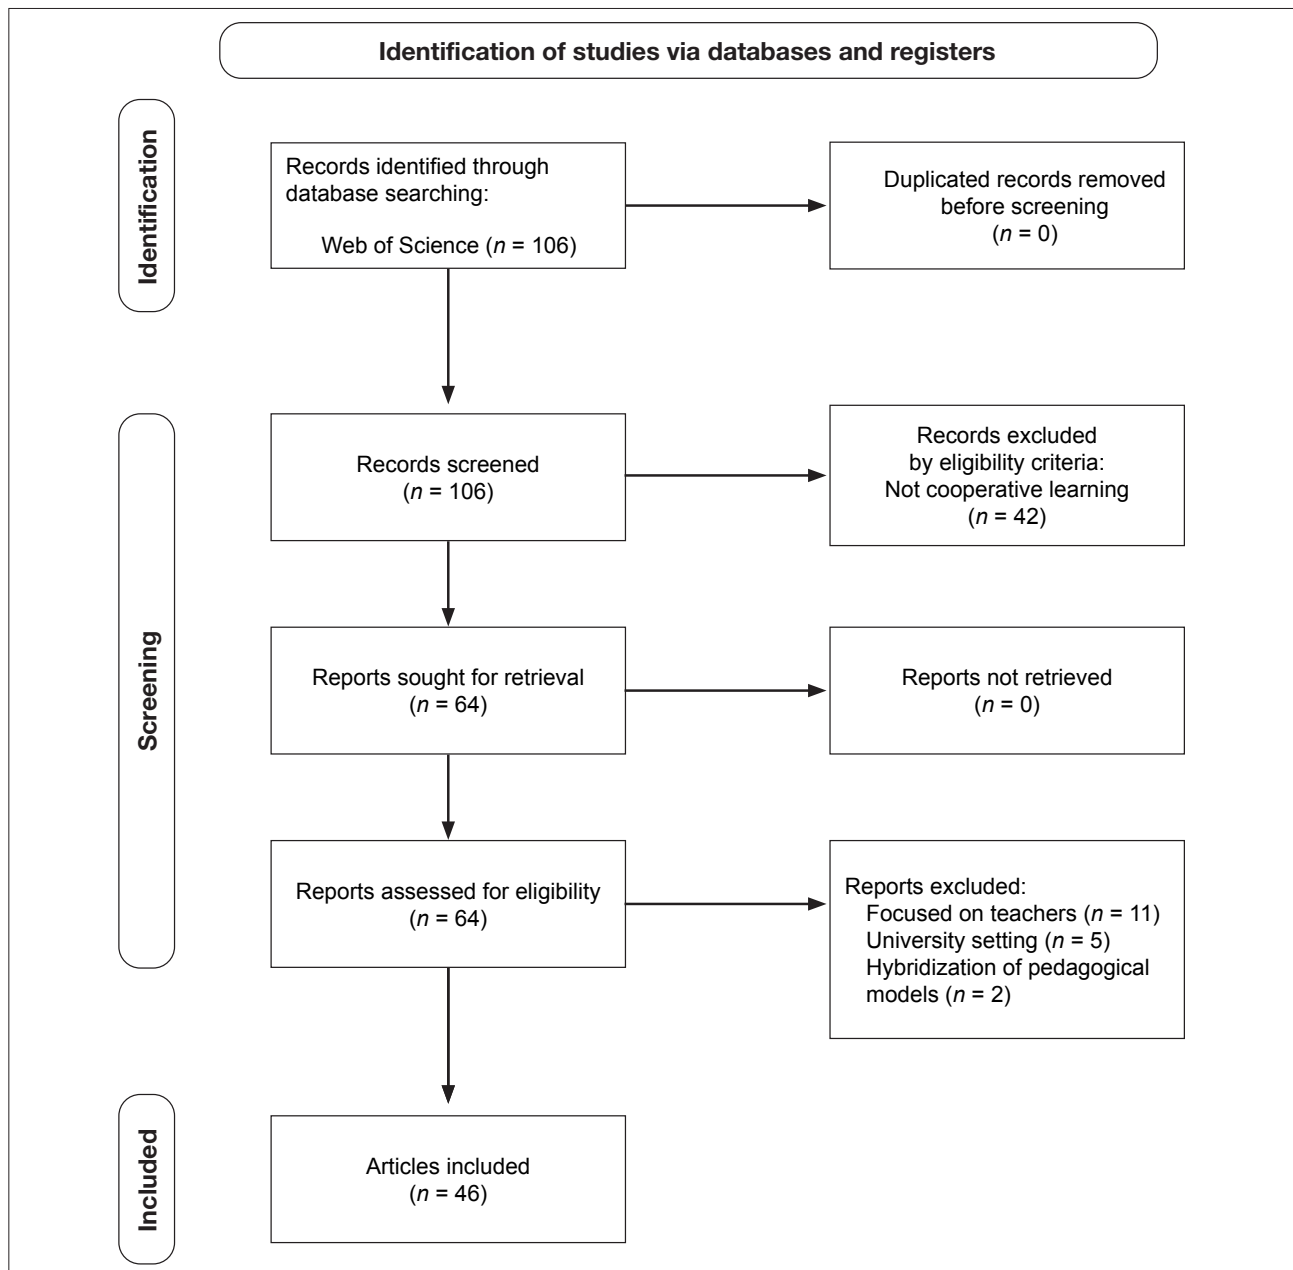 Identification of studies via databases and registers
Identification
Records identified through
database searching:
Web of Science (n = 106)
Duplicated records removed
before screening
(n = 0)
Screening
Records screened
(n = 106)
Records excluded
by eligibility criteria:
Not cooperative learning
(n = 42)
Reports sought for retrieval
(n = 64)
Reports not retrieved
(n = 0)
Reports assessed for eligibility
(n = 64)
Reports excluded:
Focused on teachers (n = 11)
University setting (n = 5)
Hybridization of pedagogical
models (n = 2)
Included
Articles included
(n = 46)